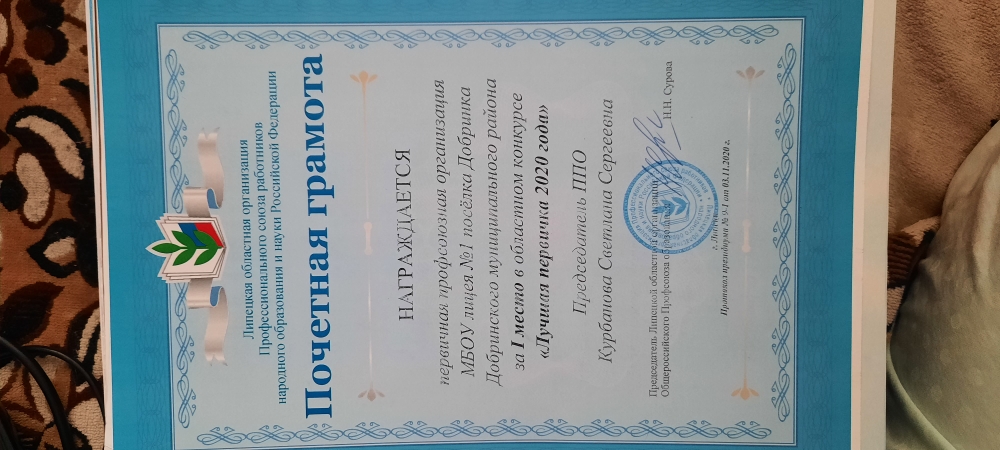 Липецкая областная организация
Профессионального союза работников
народного образования и науки Российской Федерации
Почетная грамота
НАГРАЖДАЕТСЯ
первичная профсоюзная организация
МБОУ лицея №1 посёлка Добринка
Добринского муниципального района
за I место в областном конкурсе
«Лучшая первичка 2020 года»
Председатель ППО
Курбанова Светлана Сергеевна
Председатель Липецкой областной организации
Общероссийского Профсоюза образования Н.Н. Сурова
г. Липецк
Протокол президиума № 9-1 от 03.11.2020 г.